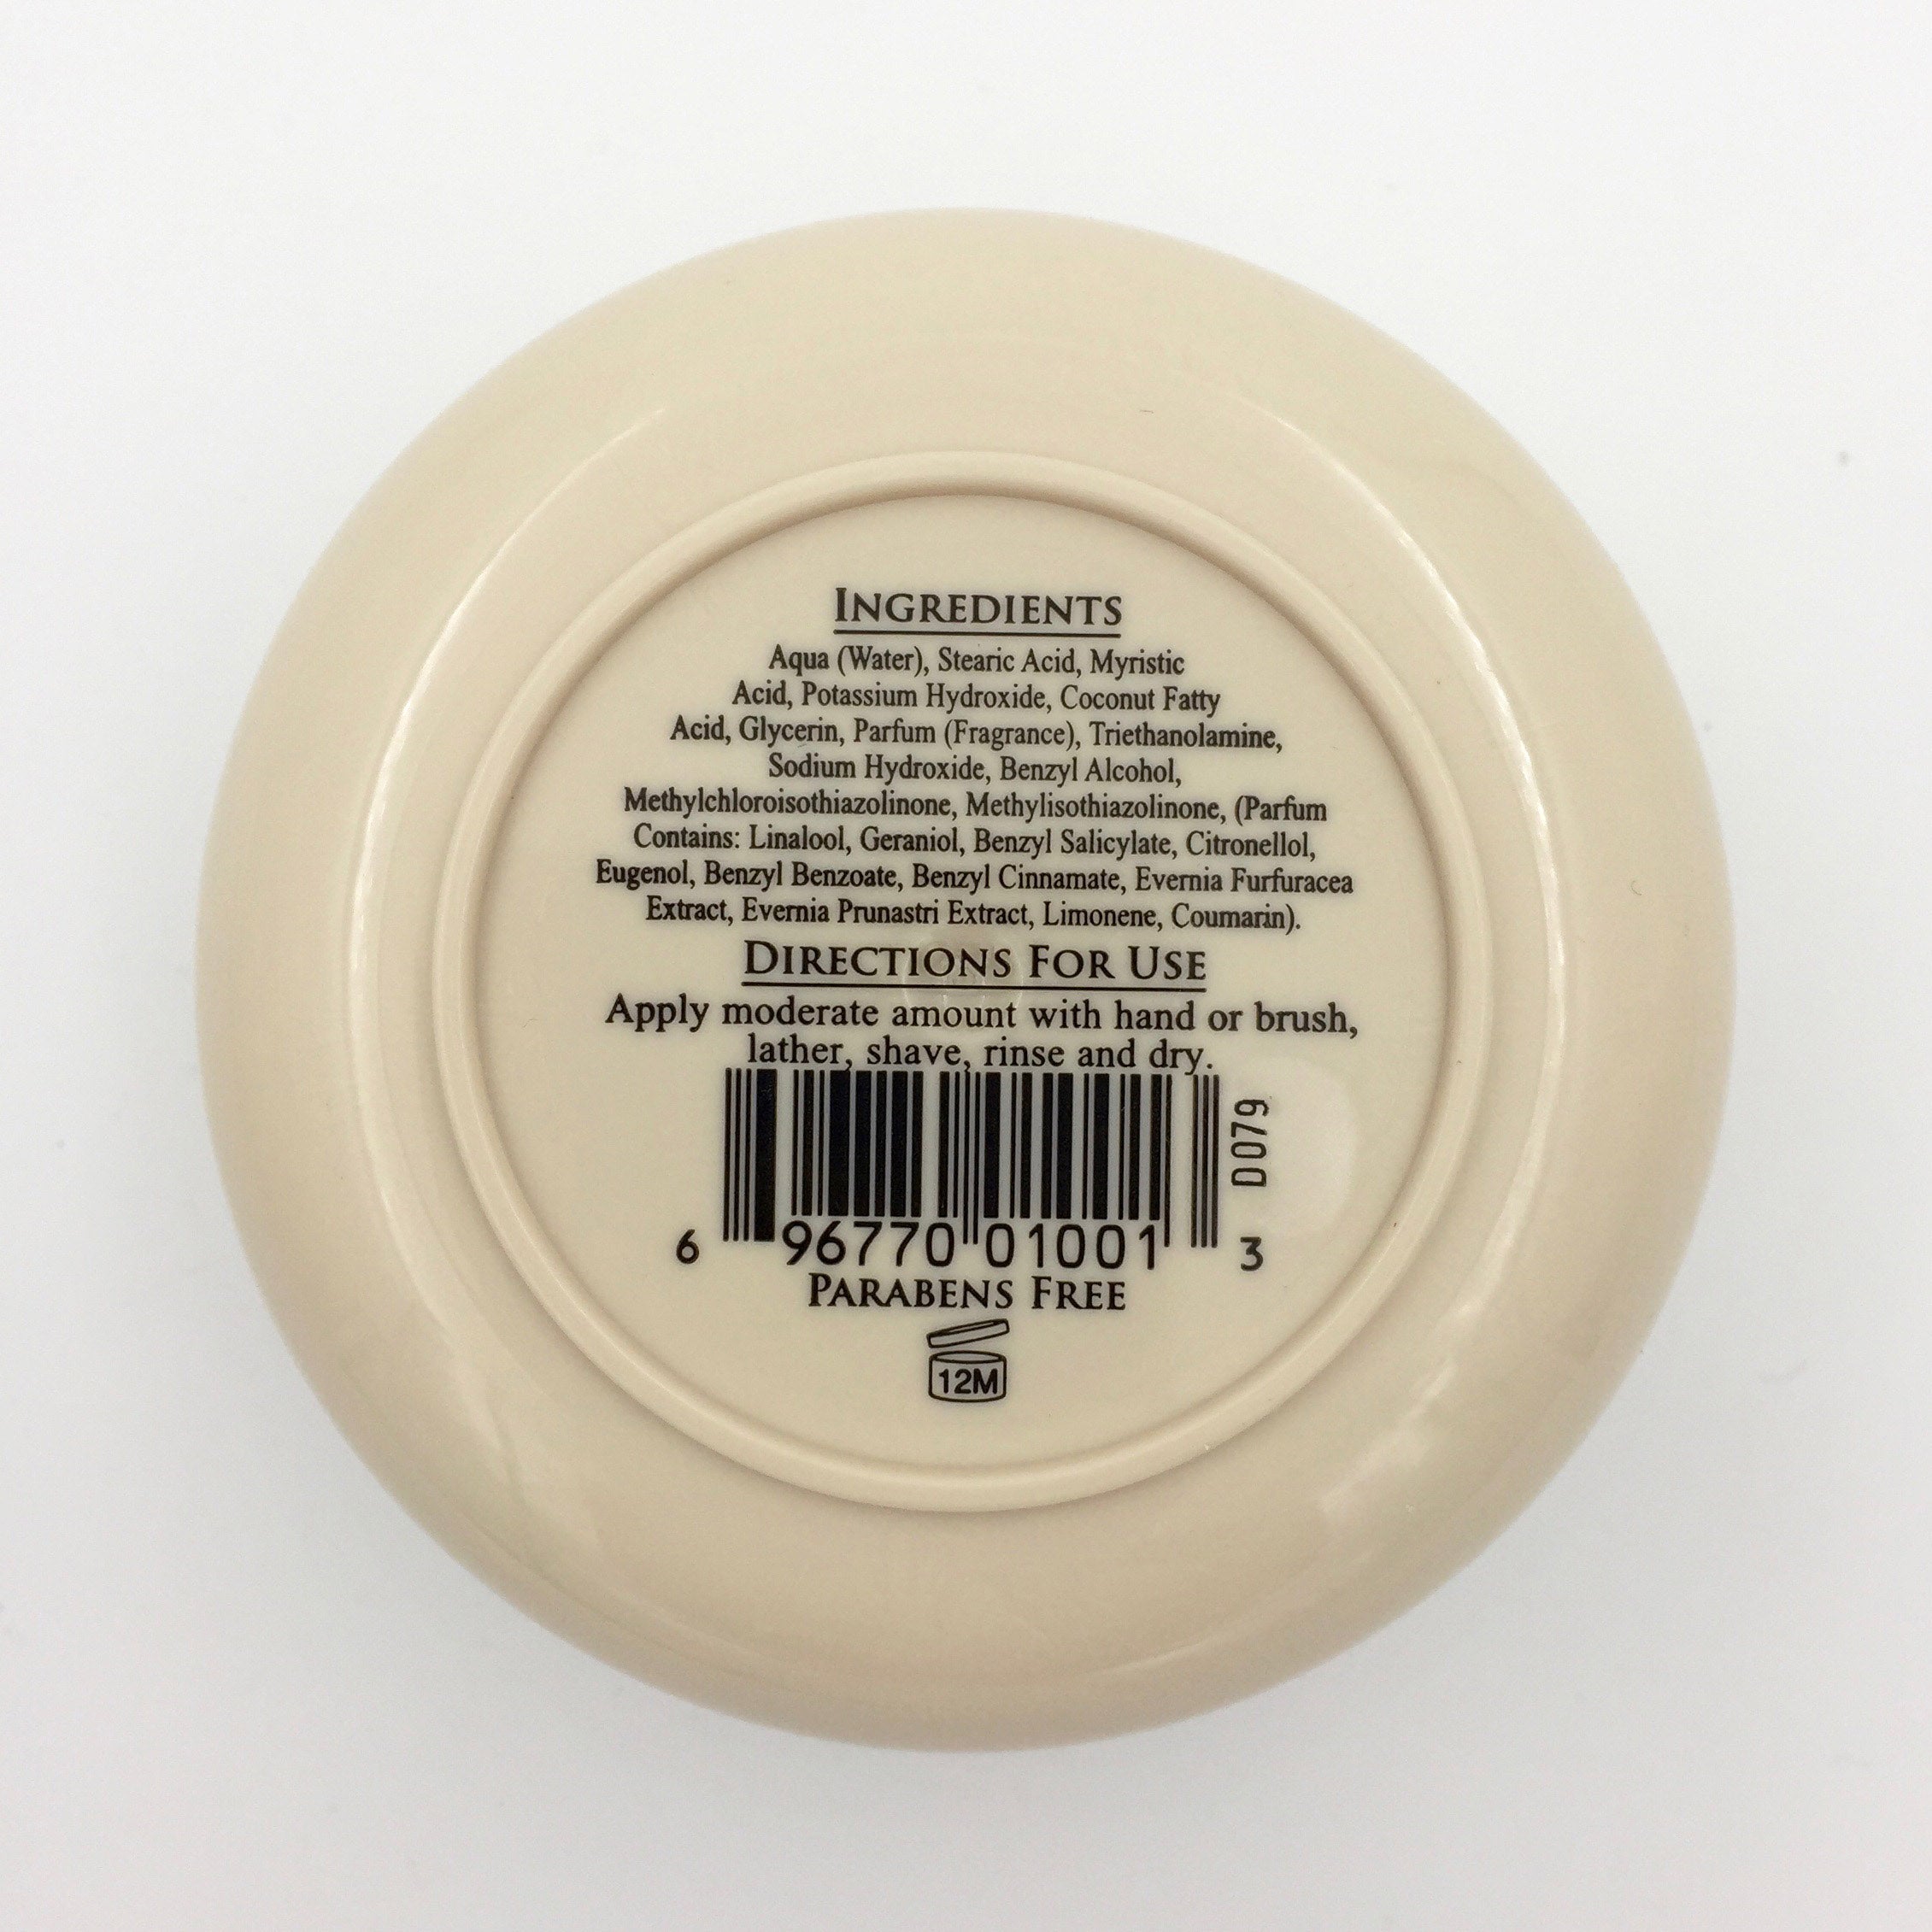 INGREDIENTS
Aqua (Water), Stearic Acid, Myristic
Acid, Potassium Hydroxide, Coconut Fatty
Acid, Glycerin, Parfum (Fragrance), Triethanolamine,
Sodium Hydroxide, Benzyl Alcohol,
Methylchloroisothiazolinone, Methylisothiazolinone, (Parfum
Contains: Linalool, Geraniol, Benzyl Salicylate, Citronellol,
Eugenol, Benzyl Benzoate, Benzyl Cinnamate, Evernia Furfuracea
Extract, Evernia Prunastri Extract, Limonene, Coumarin).
DIRECTIONS FOR USE
Apply moderate amount with hand or brush,
lather, shave, rinse and dry.
D079
6 96770 01001 3
PARABENS FREE
12M